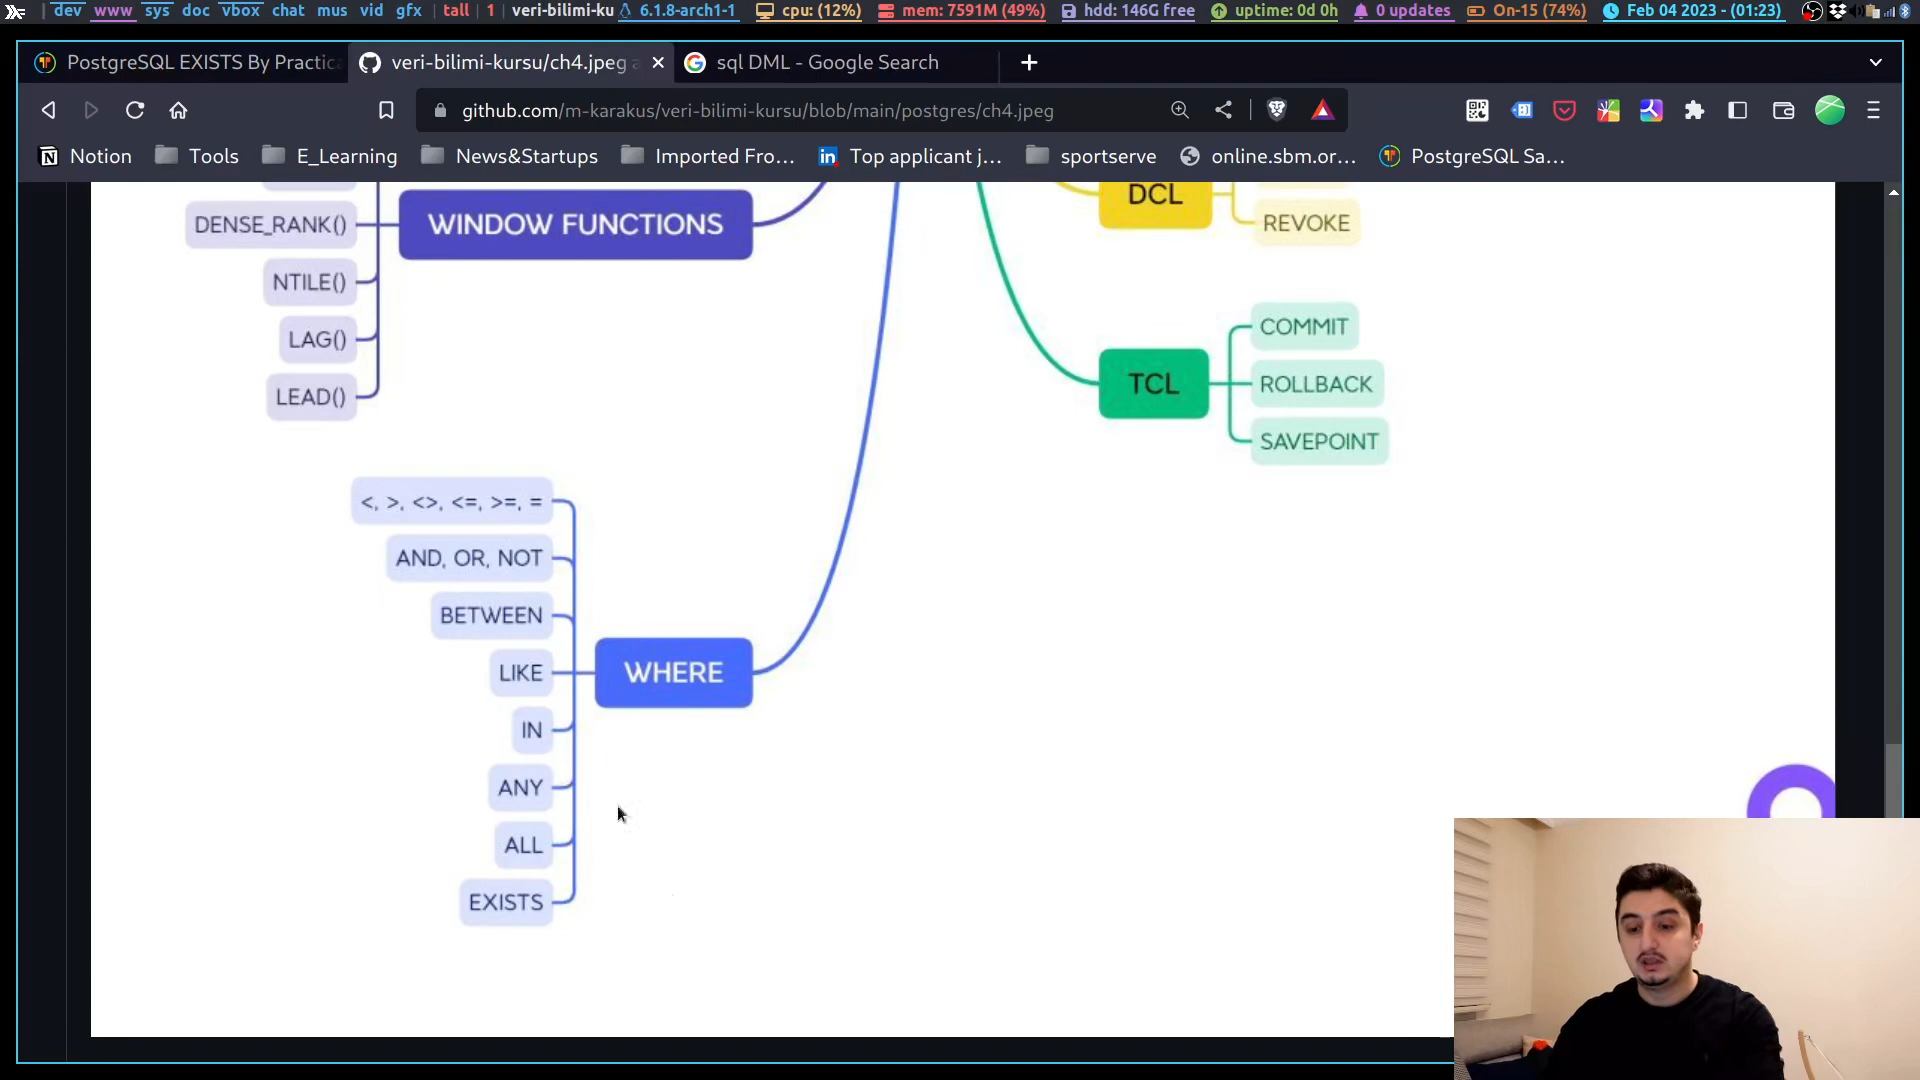 dev www sys doc vbox chat mus vid gfx | tall | 1 | veri-bilimi-ku 6.1.8-arch1-1 cpu: (12%) mem: 7591M (49%) hdd: 146G free uptime: 0d 0h 0 updates On-15 (74%) Feb 04 2023 - (01:23)
PostgreSQL EXISTS By Practica
veri-bilimi-kursu/ch4.jpeg a
sql DML - Google Search
github.com/m-karakus/veri-bilimi-kursu/blob/main/postgres/ch4.jpeg
Notion Tools E_Learning News&Startups Imported Fro... Top applicant j... sportserve online.sbm.or... PostgreSQL Sa...
DENSE_RANK()
NTILE()
LAG()
LEAD()
WINDOW FUNCTIONS
DCL
REVOKE
TCL
COMMIT
ROLLBACK
SAVEPOINT
<, >, <>, <=, >=, =
AND, OR, NOT
BETWEEN
LIKE
IN
ANY
ALL
EXISTS
WHERE